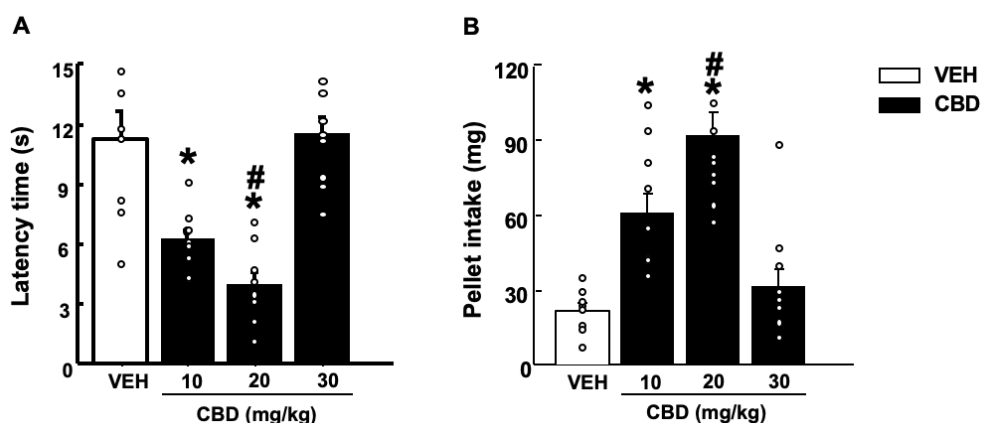 A
Latency time (s)
15
12
9
6
3
0
*
#
*
VEH
10
20
30
CBD (mg/kg)
B
Pellet intake (mg)
120
90
60
30
0
*
#
*
VEH
10
20
30
CBD (mg/kg)
VEH
CBD